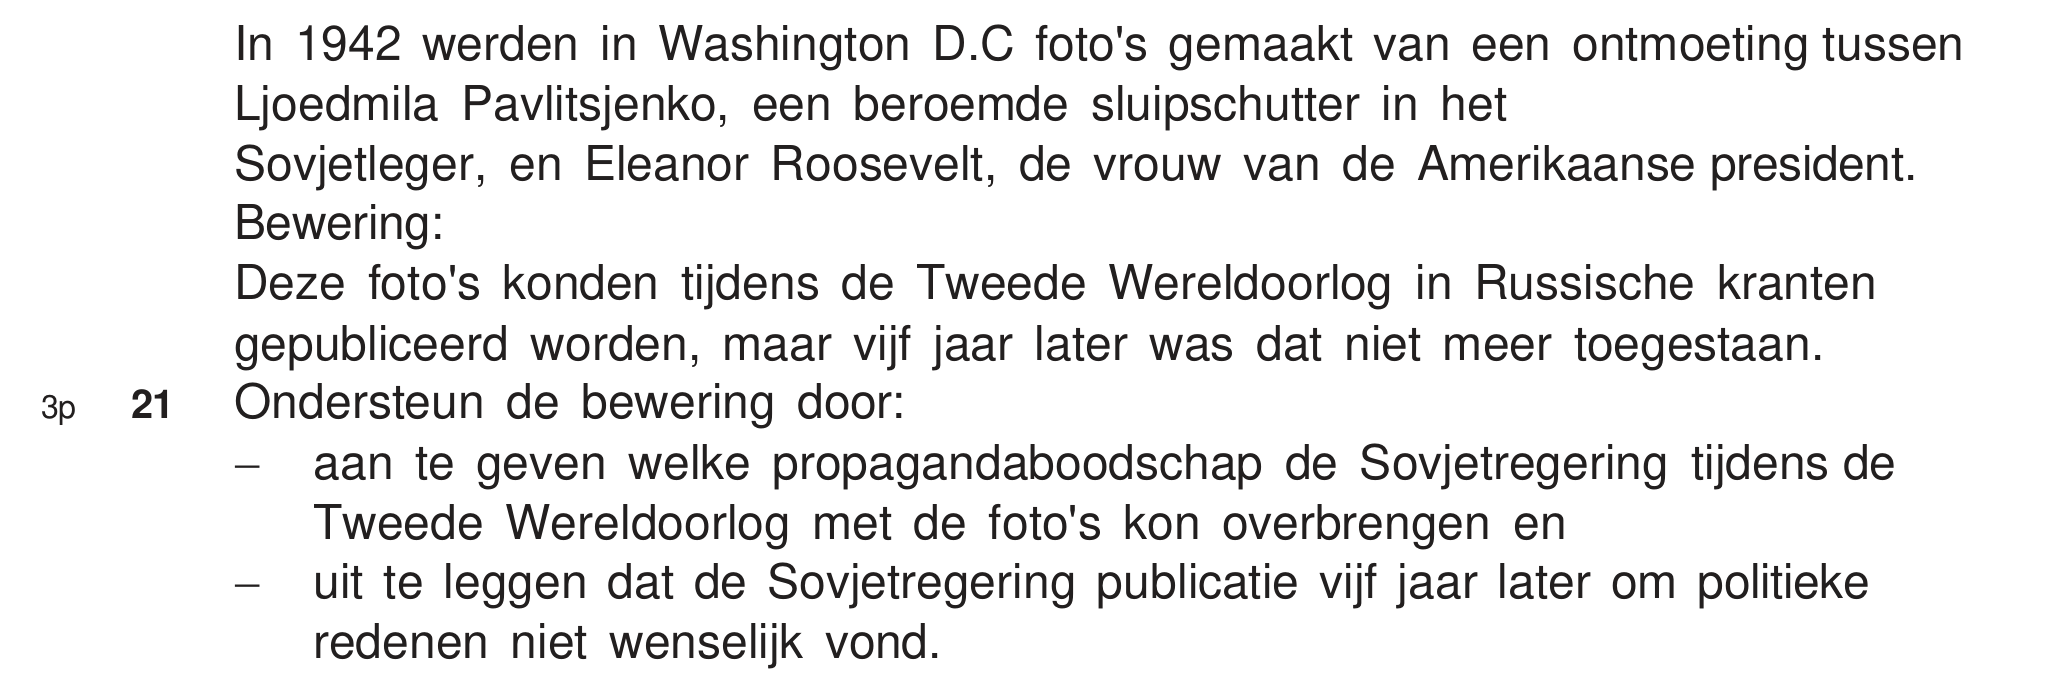 In 1942 werden in Washington D.C foto's gemaakt van een ontmoeting tussen
Ljoedmila Pavlitsjenko, een beroemde sluipschutter in het
Sovjetleger, en Eleanor Roosevelt, de vrouw van de Amerikaanse president.
Bewering:
Deze foto's konden tijdens de Tweede Wereldoorlog in Russische kranten
gepubliceerd worden, maar vijf jaar later was dat niet meer toegestaan.
3p 21 Ondersteun de bewering door:
– aan te geven welke propagandaboodschap de Sovjetregering tijdens de
Tweede Wereldoorlog met de foto's kon overbrengen en
– uit te leggen dat de Sovjetregering publicatie vijf jaar later om politieke
redenen niet wenselijk vond.